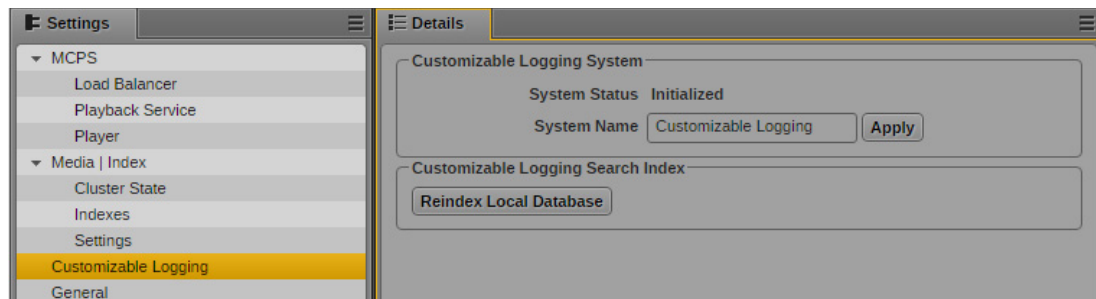 Settings
MCPS
Load Balancer
Playback Service
Player
Media | Index
Cluster State
Indexes
Settings
Customizable Logging
General
Details
Customizable Logging System
System Status Initialized
System Name Customizable Logging Apply
Customizable Logging Search Index
Reindex Local Database